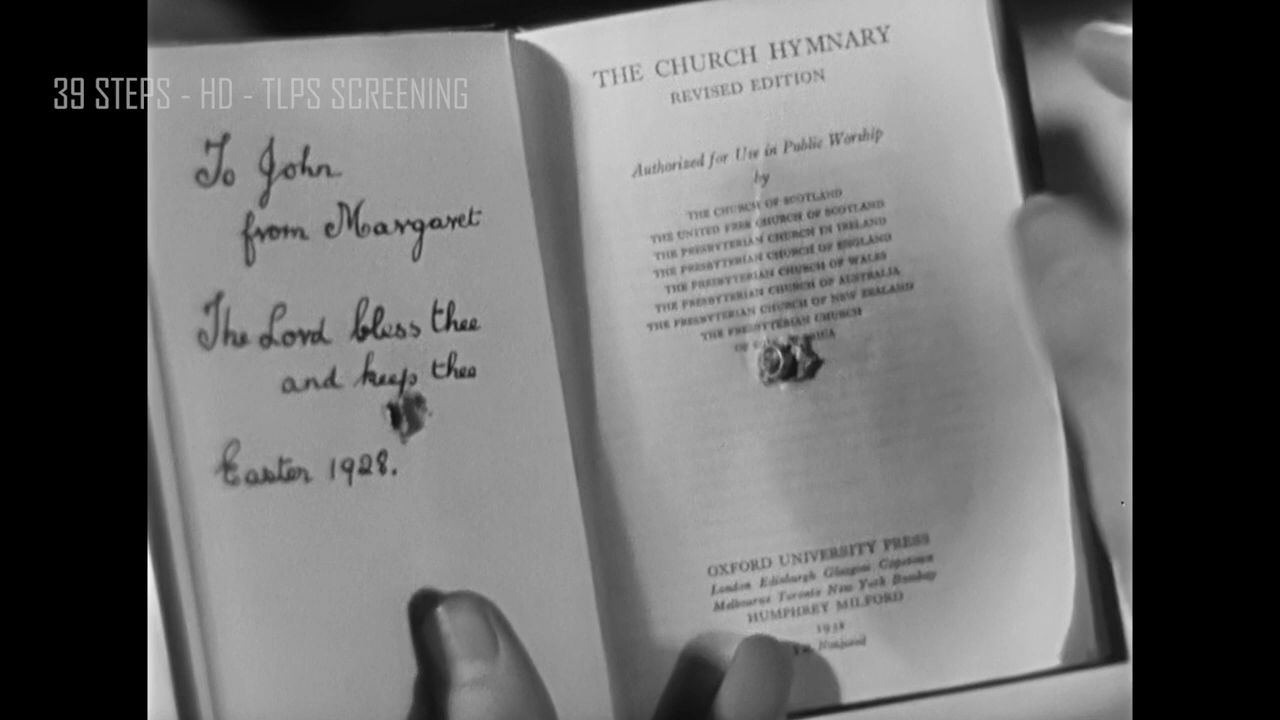 39 STEPS - HD - TLPS SCREENING
To John
from Margaret
The Lord bless thee
and keep thee
Easter 1928.
THE CHURCH HYMNARY
REVISED EDITION
Authorized for Use in Public Worship
by
THE CHURCH OF SCOTLAND
THE UNITED FREE CHURCH OF SCOTLAND
THE PRESBYTERIAN CHURCH IN IRELAND
THE PRESBYTERIAN CHURCH OF ENGLAND
THE PRESBYTERIAN CHURCH OF WALES
THE PRESBYTERIAN CHURCH OF AUSTRALIA
THE PRESBYTERIAN CHURCH OF NEW ZEALAND
THE PRESBYTERIAN CHURCH
OF
OXFORD UNIVERSITY PRESS
London Edinburgh Glasgow Capetown
Melbourne Toronto New York Bombay
HUMPHREY MILFORD